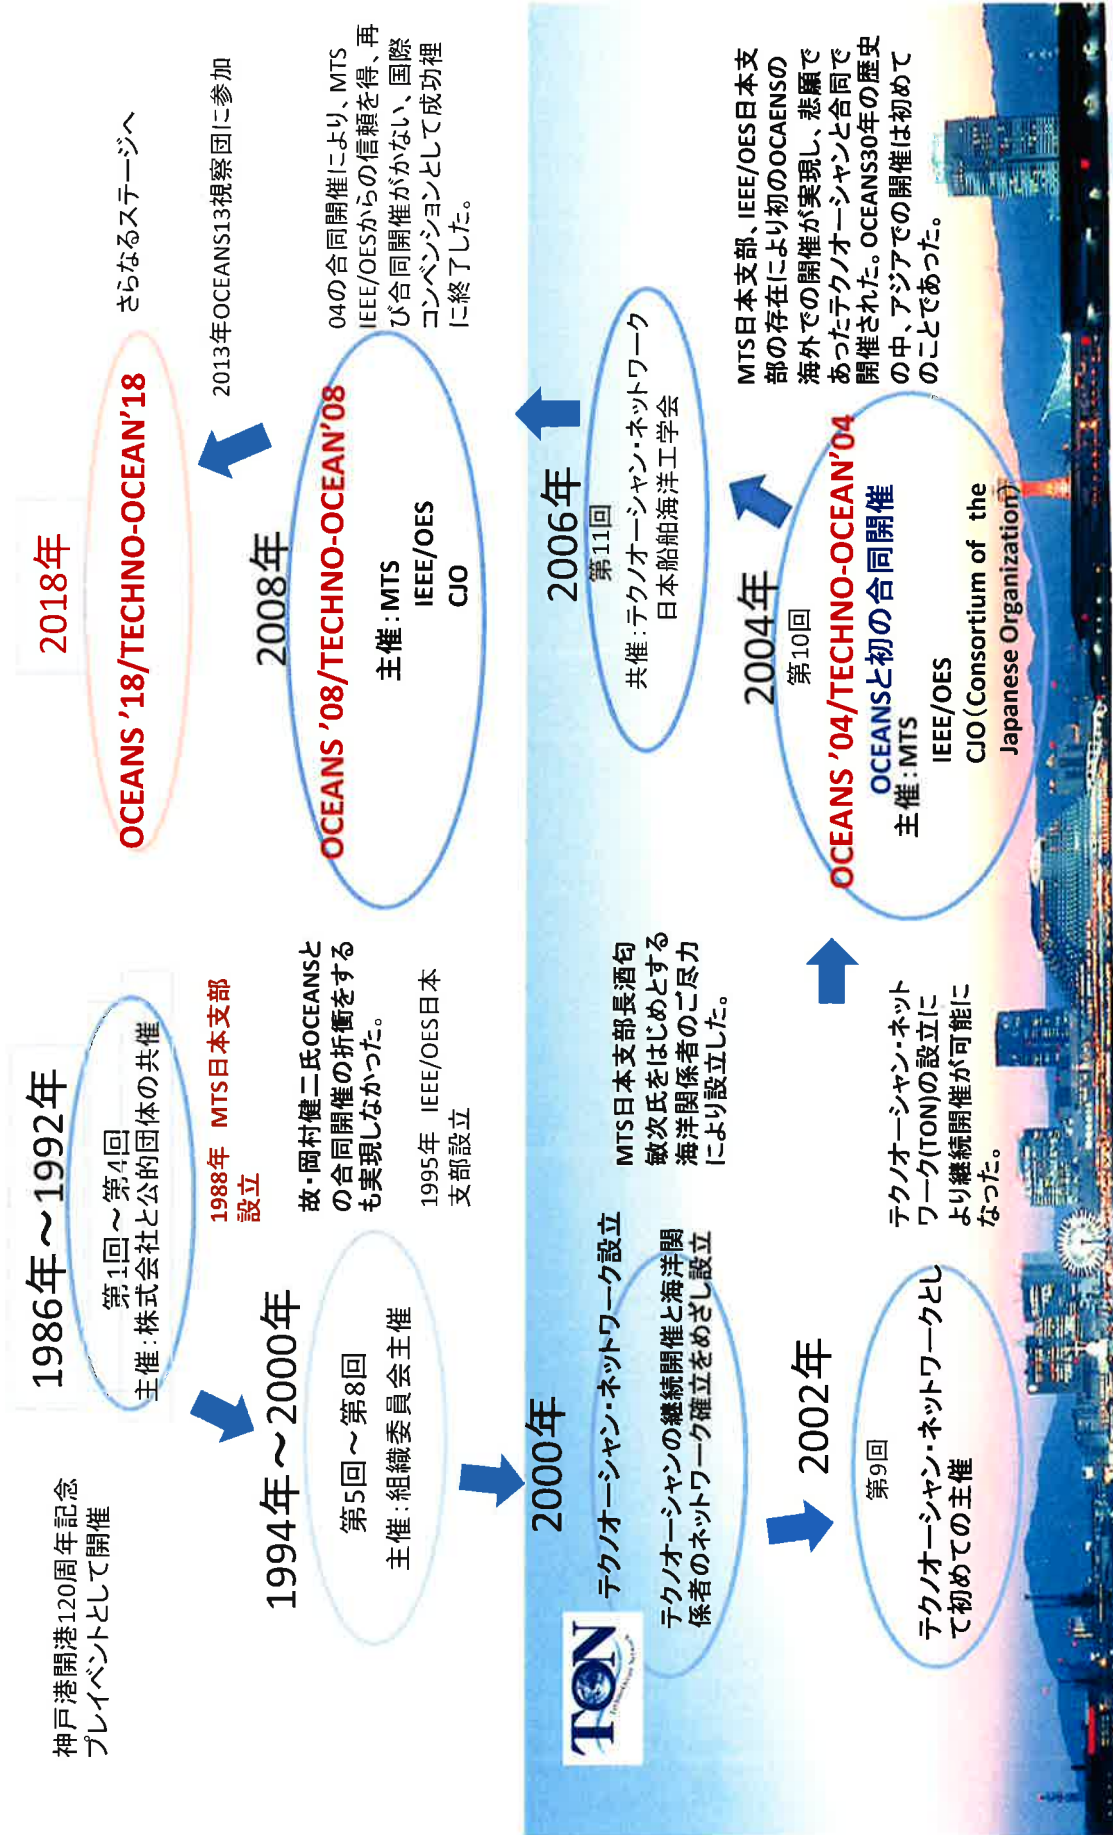 神戸港開港120周年記念
プレイベントとして開催
1986年～1992年
第1回～第4回
主催：株式会社と公的団体の共催
1988年　MTS日本支部
設立
1994年～2000年
第5回～第8回
主催：組織委員会主催
故・岡村健二氏OCEANSと
の合同開催の折衝をする
も実現しなかった。
1995年　IEEE/OES日本
支部設立
TON
2000年
テクノオーシャン・ネットワーク設立
テクノオーシャンの継続開催と海洋関
係者のネットワーク確立をめざし設立
MTS日本支部長酒匂
敏次氏をはじめとする
海洋関係者のご尽力
により設立した。
2002年
第9回
テクノオーシャン・ネットワークとし
て初めての主催
テクノオーシャン・ネット
ワーク(TON)の設立に
より継続開催が可能に
なった。
2004年
第10回
OCEANS '04/TECHNO-OCEAN'04
OCEANSと初の合同開催
主催：MTS
IEEE/OES
CJO（Consortium of the
Japanese Organization）
MTS日本支部、IEEE/OES日本支
部の存在により初のOCAENSの
海外での開催が実現し、悲願で
あったテクノオーシャンと合同で
開催された。OCEANS30年の歴史
の中、アジアでの開催は初めて
のことであった。
2006年
第11回
共催：テクノオーシャン・ネットワーク
日本船舶海洋工学会
2008年
OCEANS '08/TECHNO-OCEAN'08
主催：MTS
IEEE/OES
CJO
04の合同開催により、MTS
IEEE/OESからの信頼を得、再
び合同開催がかない、国際
コンベンションとして成功裡
に終了した。
2013年OCEANS13視察団に参加
2018年
OCEANS '18/TECHNO-OCEAN'18
さらなるステージへ